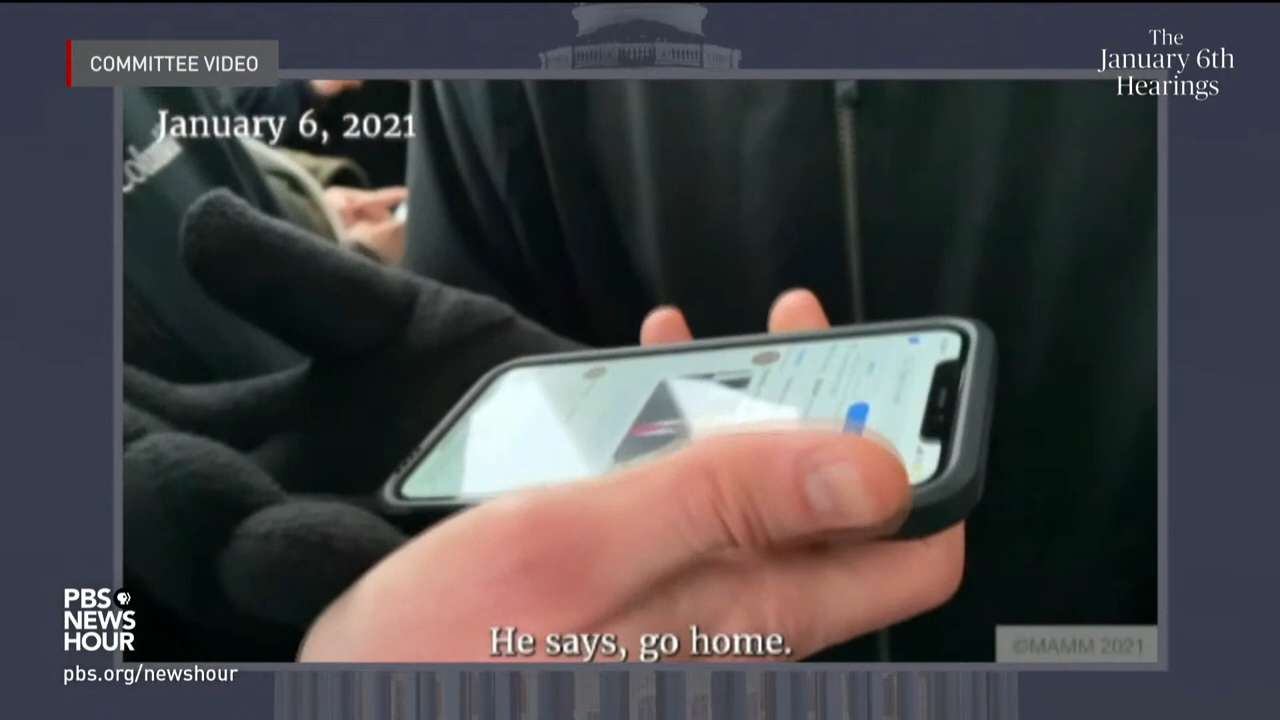 COMMITTEE VIDEO
The
January 6th
Hearings
January 6, 2021
Columbia
He says, go home.
©MAMM 2021
PBS
NEWS
HOUR
pbs.org/newshour